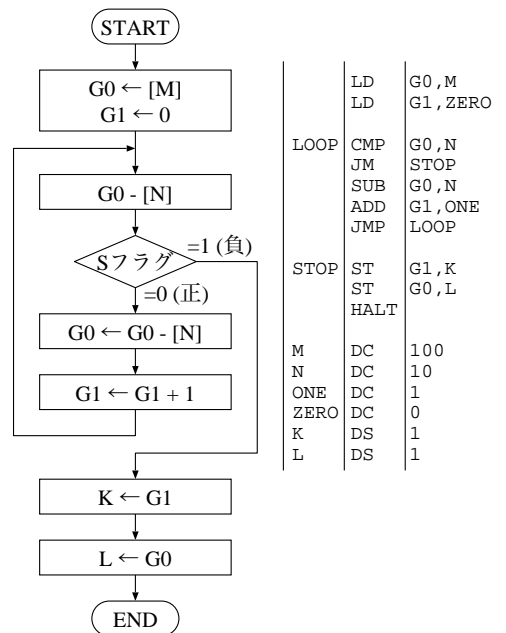 START
G0 ← [M]
G1 ← 0
G0 - [N]
Sフラグ
=1 (負)
=0 (正)
G0 ← G0 - [N]
G1 ← G1 + 1
K ← G1
L ← G0
END
LD G0,M
LD G1,ZERO
LOOP CMP G0,N
JM STOP
SUB G0,N
ADD G1,ONE
JMP LOOP
STOP ST G1,K
ST G0,L
HALT
M DC 100
N DC 10
ONE DC 1
ZERO DC 0
K DS 1
L DS 1